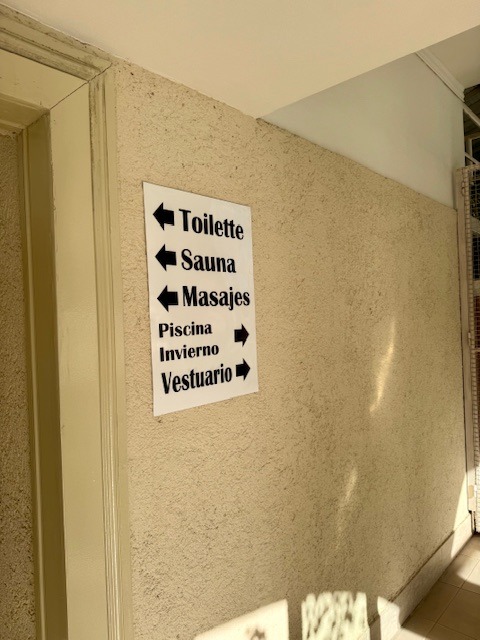 Toilette
Sauna
Masajes
Piscina
Invierno
Vestuario